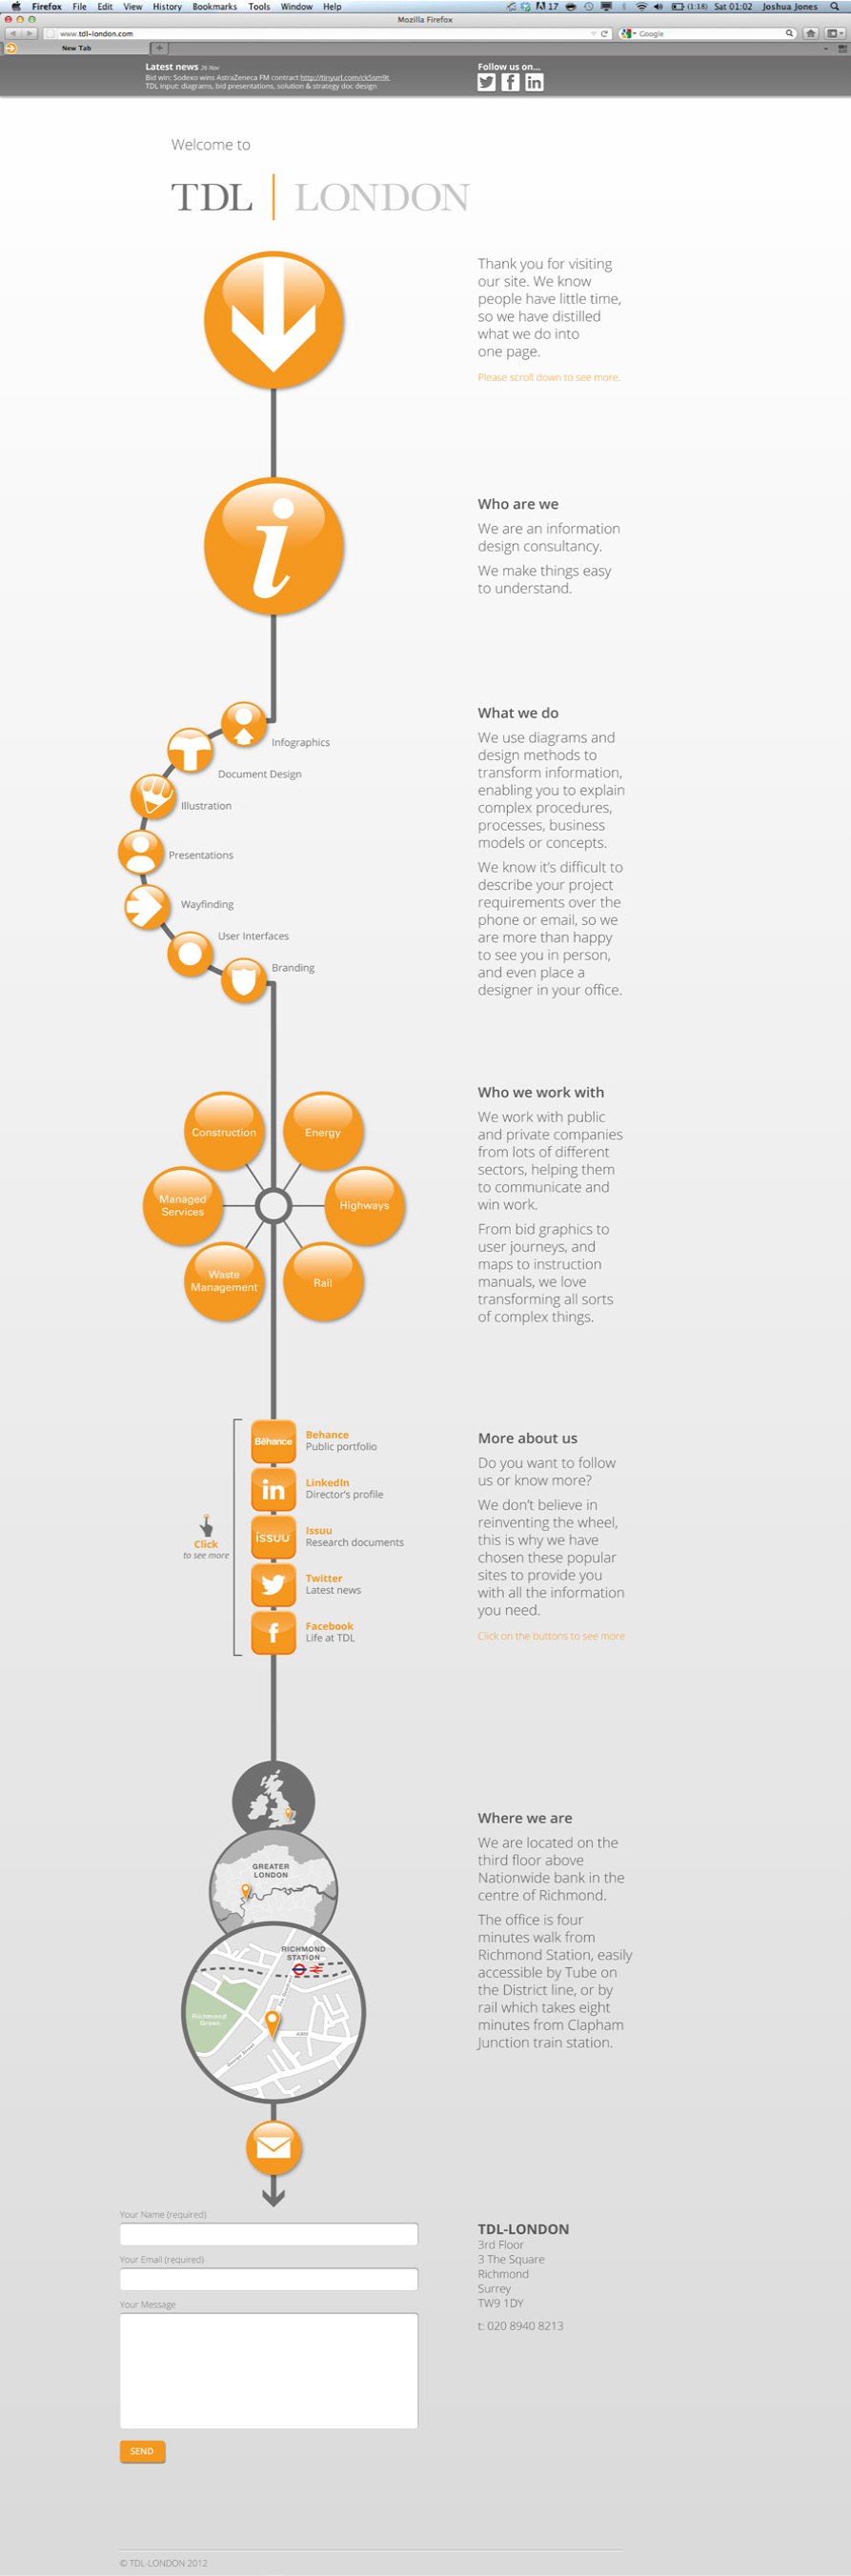 Firefox File Edit View History Bookmarks Tools Window Help
17 (1:18) Sat 01:02 Joshua Jones
Mozilla Firefox
www.tdl-london.com
Google
New Tab
Latest news 26 Nov
Bid win: Sodexo wins AstraZeneca FM contract http://tinyurl.com/ck5sm9t
TDL input: diagrams, bid presentations, solution & strategy doc design
Follow us on...
Welcome to
TDL | LONDON
Thank you for visiting
our site. We know
people have little time,
so we have distilled
what we do into
one page.
Please scroll down to see more.
i
Who are we
We are an information
design consultancy.
We make things easy
to understand.
Infographics
Document Design
Illustration
Presentations
Wayfinding
User Interfaces
Branding
What we do
We use diagrams and
design methods to
transform information,
enabling you to explain
complex procedures,
processes, business
models or concepts.
We know it's difficult to
describe your project
requirements over the
phone or email, so we
are more than happy
to see you in person,
and even place a
designer in your office.
Construction
Energy
Managed
Services
Highways
Waste
Management
Rail
Who we work with
We work with public
and private companies
from lots of different
sectors, helping them
to communicate and
win work.
From bid graphics to
user journeys, and
maps to instruction
manuals, we love
transforming all sorts
of complex things.
Click
to see more
Bēhance
Behance
Public portfolio
in
LinkedIn
Director's profile
issuu
Issuu
Research documents
Twitter
Latest news
f
Facebook
Life at TDL
More about us
Do you want to follow
us or know more?
We don't believe in
reinventing the wheel,
this is why we have
chosen these popular
sites to provide you
with all the information
you need.
Click on the buttons to see more
GREATER
LONDON
RICHMOND
STATION
The Quadrant
Richmond
Green
George Street
A305
Where we are
We are located on the
third floor above
Nationwide bank in the
centre of Richmond.
The office is four
minutes walk from
Richmond Station, easily
accessible by Tube on
the District line, or by
rail which takes eight
minutes from Clapham
Junction train station.
Your Name (required)
Your Email (required)
Your Message
SEND
TDL-LONDON
3rd Floor
3 The Square
Richmond
Surrey
TW9 1DY
t: 020 8940 8213
© TDL-LONDON 2012